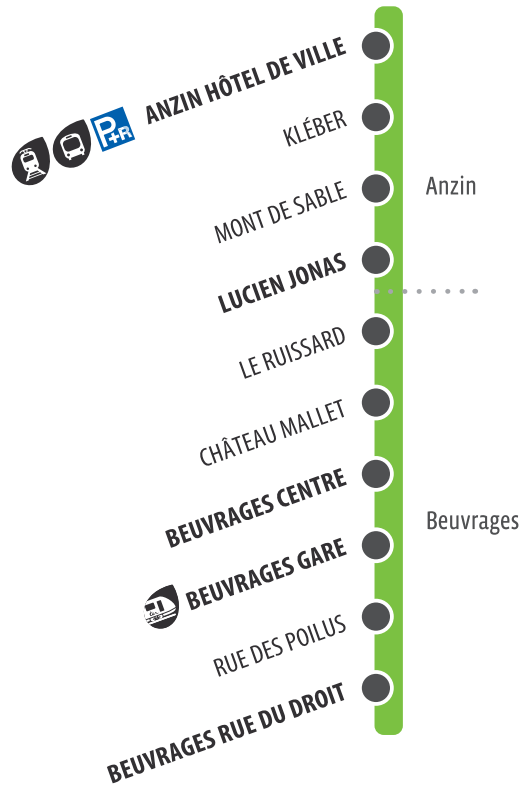 ANZIN HÔTEL DE VILLE
P+R
KLÉBER
MONT DE SABLE
Anzin
LUCIEN JONAS
LE RUISSARD
CHÂTEAU MALLET
BEUVRAGES CENTRE
Beuvrages
BEUVRAGES GARE
RUE DES POILUS
BEUVRAGES RUE DU DROIT